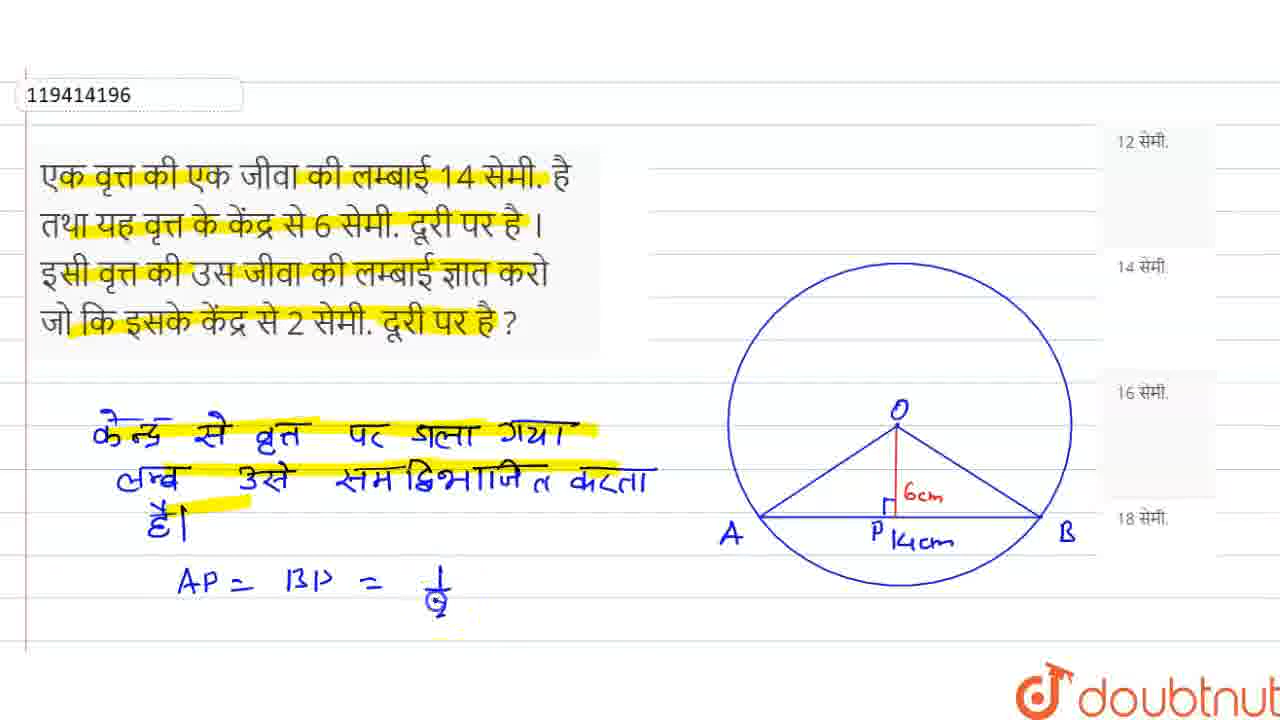 119414196
एक वृत्त की एक जीवा की लम्बाई 14 सेमी. है
तथा यह वृत्त के केंद्र से 6 सेमी. दूरी पर है ।
इसी वृत्त की उस जीवा की लम्बाई ज्ञात करो
जो कि इसके केंद्र से 2 सेमी. दूरी पर है ?
केन्द्र से वृत्त पर डाला गया
लम्ब उसे समद्विभाजित करता
है।
AP = BP = 1/2
O
6cm
A P 14cm B
12 सेमी.
14 सेमी.
16 सेमी.
18 सेमी.
doubtnut